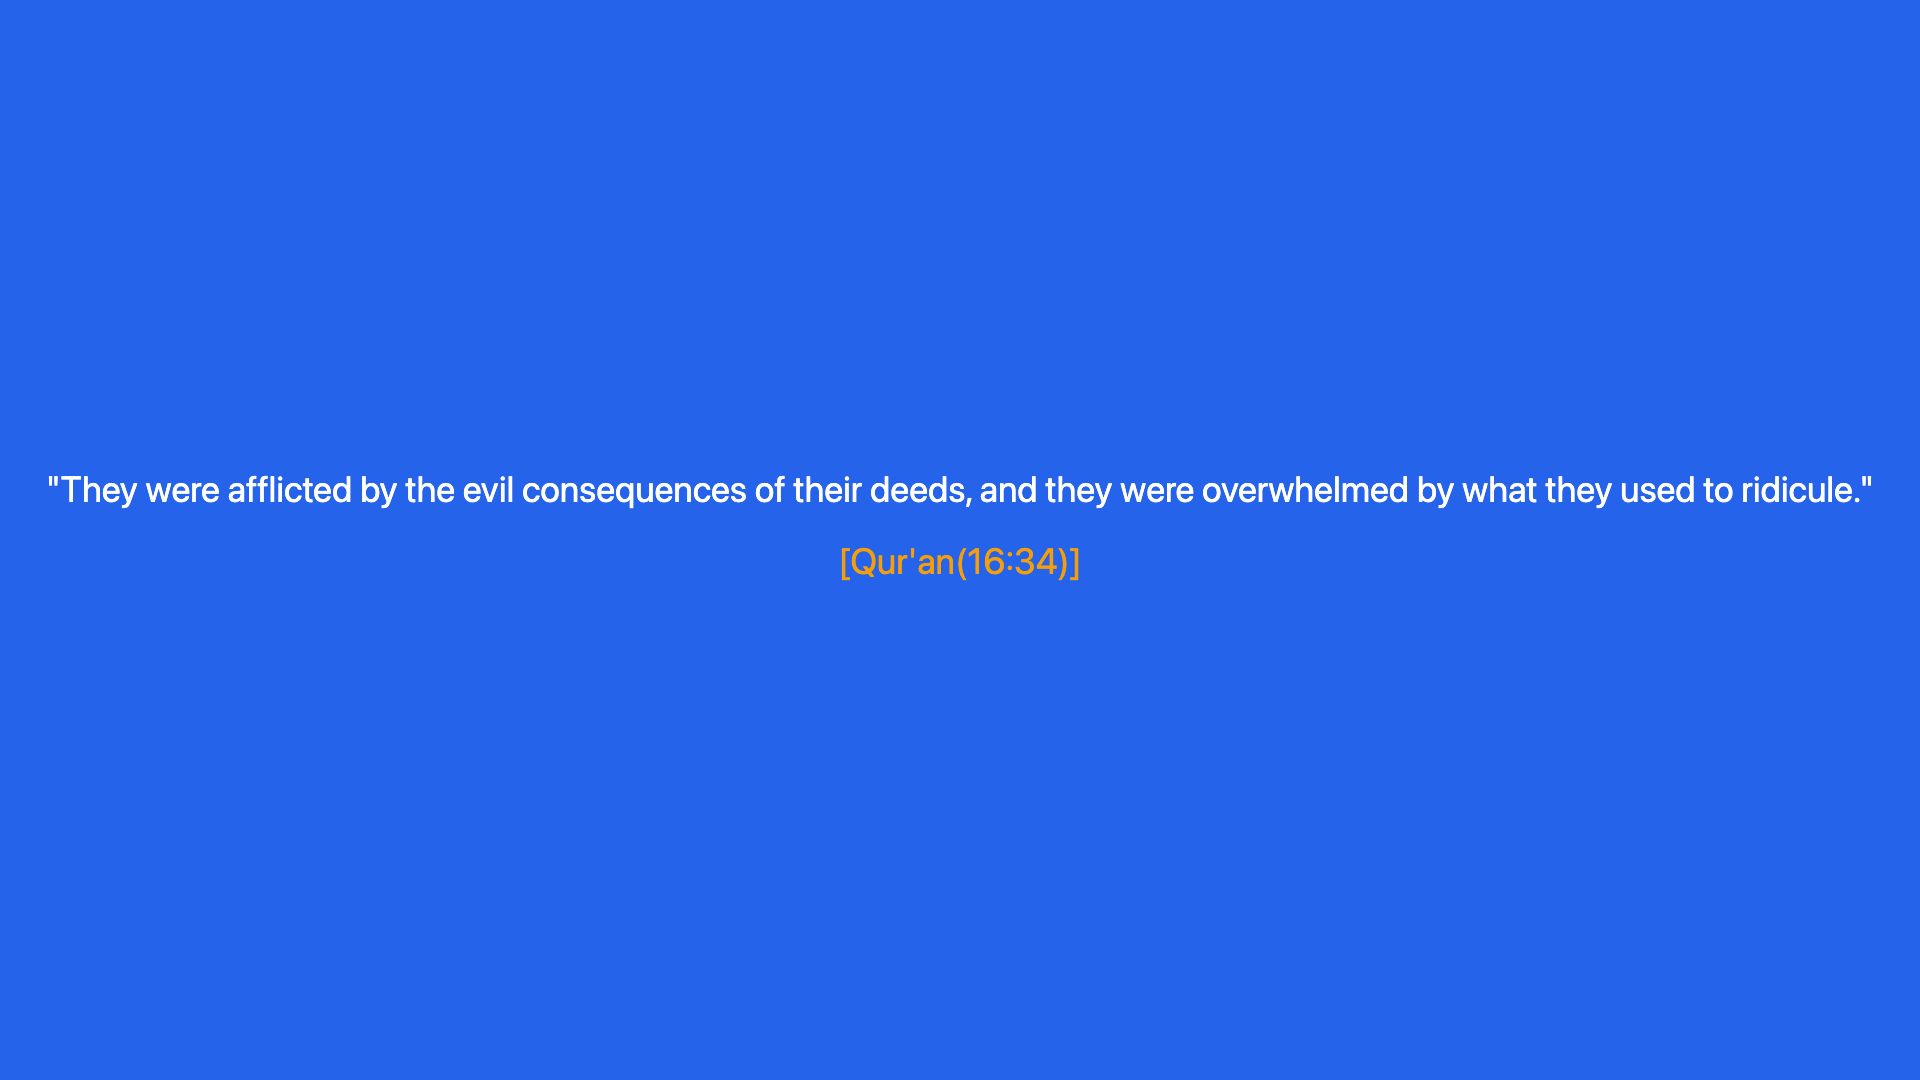 "They were afflicted by the evil consequences of their deeds, and they were overwhelmed by what they used to ridicule."
[Qur'an(16:34)]